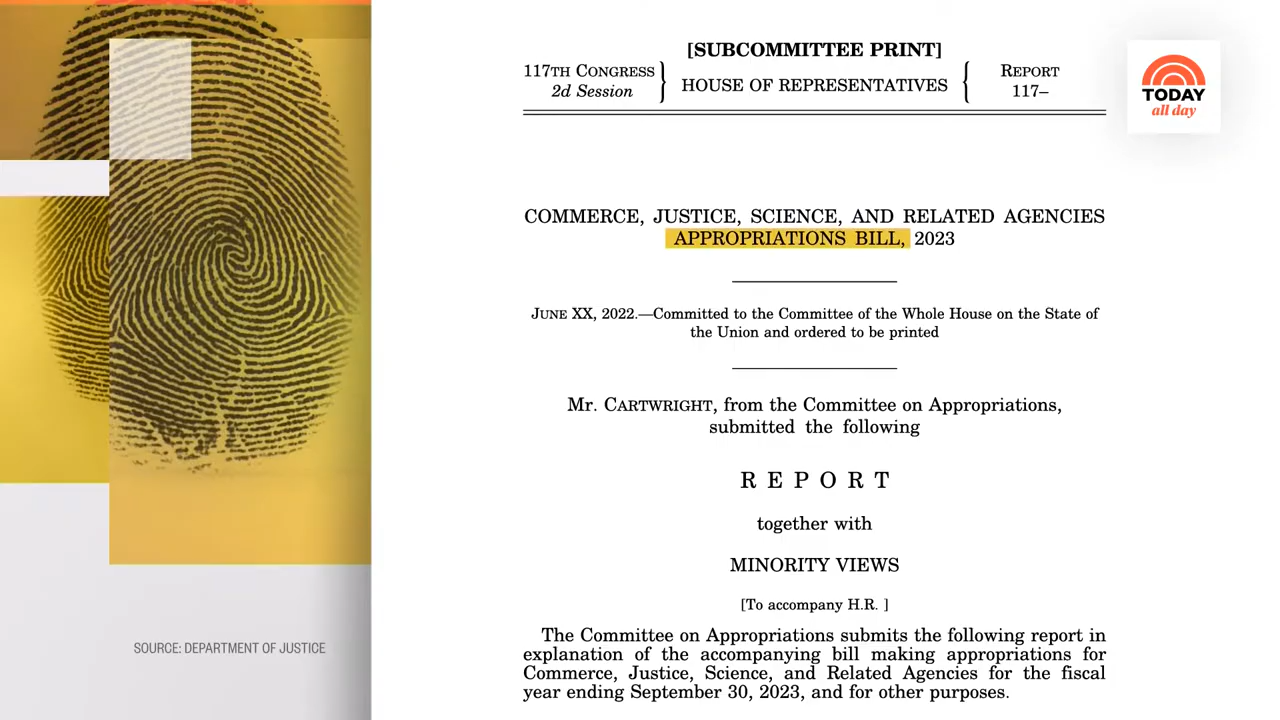 [SUBCOMMITTEE PRINT]
117TH CONGRESS
2d Session
HOUSE OF REPRESENTATIVES
REPORT
117–
COMMERCE, JUSTICE, SCIENCE, AND RELATED AGENCIES
APPROPRIATIONS BILL, 2023
JUNE XX, 2022.—Committed to the Committee of the Whole House on the State of
the Union and ordered to be printed
Mr. CARTWRIGHT, from the Committee on Appropriations,
submitted the following
REPORT
together with
MINORITY VIEWS
[To accompany H.R. ]
The Committee on Appropriations submits the following report in
explanation of the accompanying bill making appropriations for
Commerce, Justice, Science, and Related Agencies for the fiscal
year ending September 30, 2023, and for other purposes.
SOURCE: DEPARTMENT OF JUSTICE
TODAY
all day